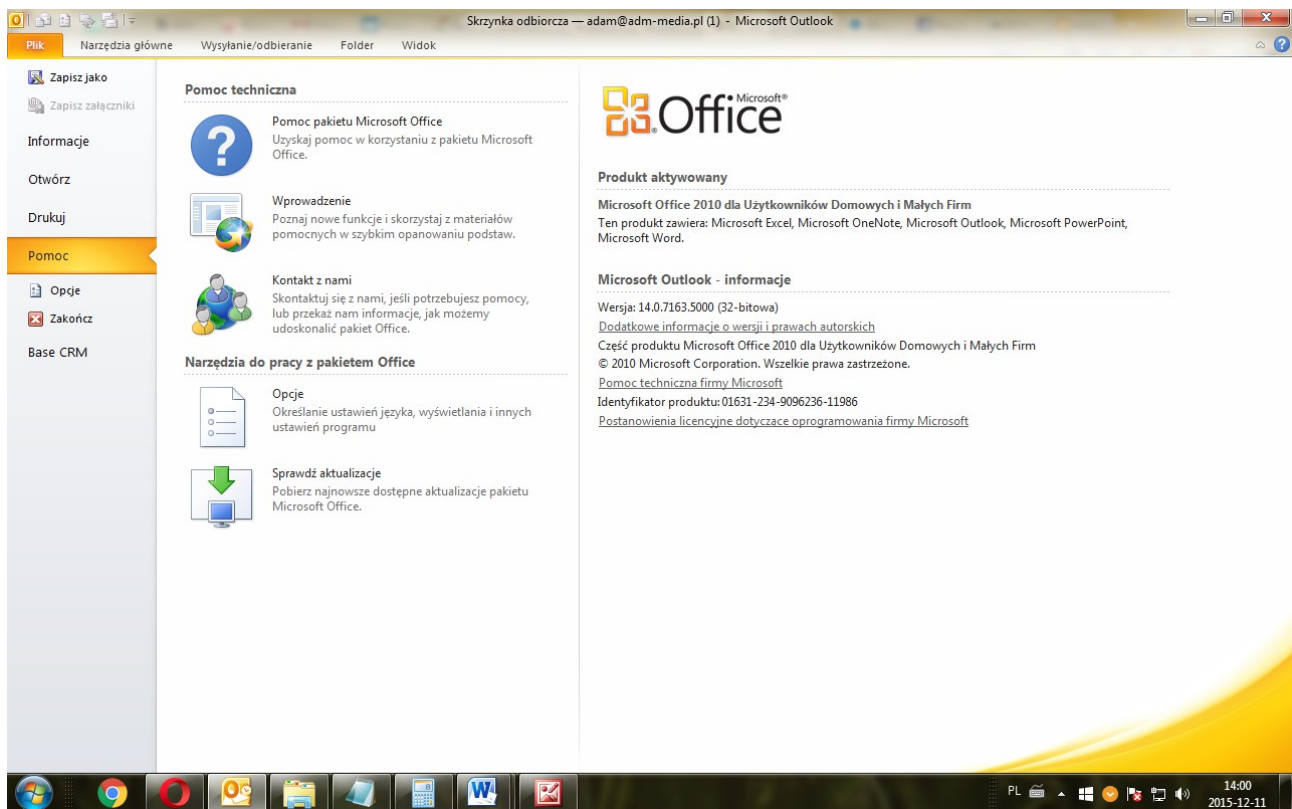 Skrzynka odbiorcza — adam@adm-media.pl (1) - Microsoft Outlook
Plik Narzędzia główne Wysyłanie/odbieranie Folder Widok
Zapisz jako
Zapisz załączniki
Informacje
Otwórz
Drukuj
Pomoc
Opcje
Zakończ
Base CRM
Pomoc techniczna
Pomoc pakietu Microsoft Office
Uzyskaj pomoc w korzystaniu z pakietu Microsoft
Office.
Wprowadzenie
Poznaj nowe funkcje i skorzystaj z materiałów
pomocnych w szybkim opanowaniu podstaw.
Kontakt z nami
Skontaktuj się z nami, jeśli potrzebujesz pomocy,
lub przekaż nam informacje, jak możemy
udoskonalić pakiet Office.
Narzędzia do pracy z pakietem Office
Opcje
Określanie ustawień języka, wyświetlania i innych
ustawień programu
Sprawdź aktualizacje
Pobierz najnowsze dostępne aktualizacje pakietu
Microsoft Office.
Microsoft®
Office
Produkt aktywowany
Microsoft Office 2010 dla Użytkowników Domowych i Małych Firm
Ten produkt zawiera: Microsoft Excel, Microsoft OneNote, Microsoft Outlook, Microsoft PowerPoint,
Microsoft Word.
Microsoft Outlook - informacje
Wersja: 14.0.7163.5000 (32-bitowa)
Dodatkowe informacje o wersji i prawach autorskich
Część produktu Microsoft Office 2010 dla Użytkowników Domowych i Małych Firm
© 2010 Microsoft Corporation. Wszelkie prawa zastrzeżone.
Pomoc techniczna firmy Microsoft
Identyfikator produktu: 01631-234-9096236-11986
Postanowienia licencyjne dotyczące oprogramowania firmy Microsoft
PL
14:00
2015-12-11